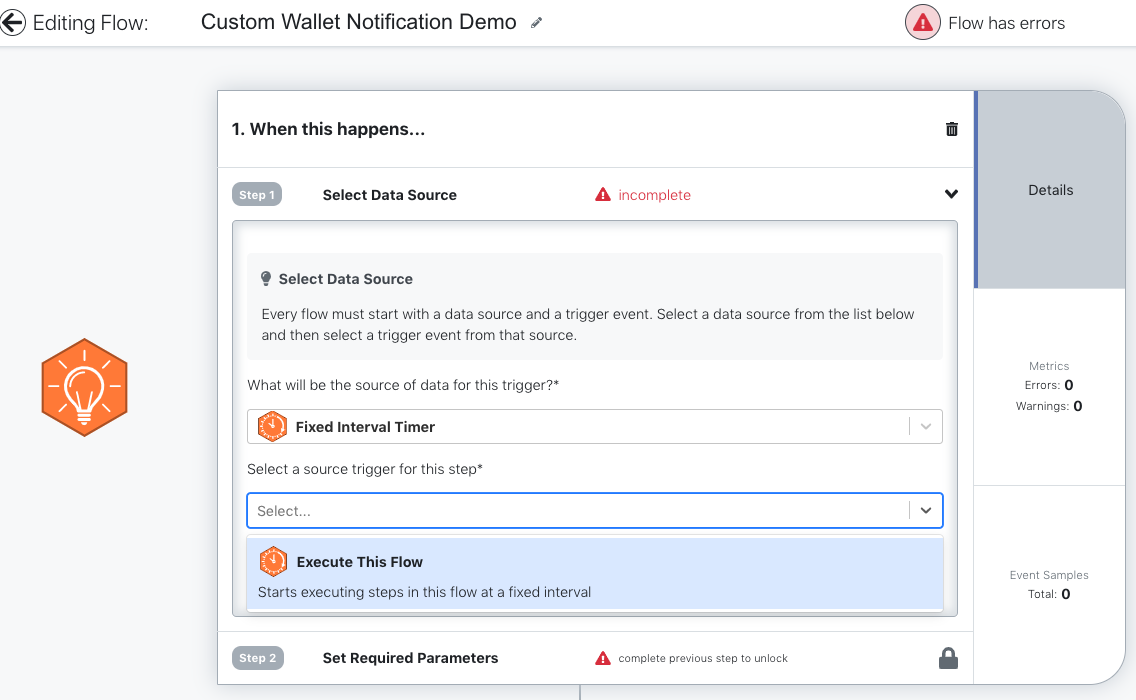 Editing Flow:
Custom Wallet Notification Demo
Flow has errors
1. When this happens...
Step 1
Select Data Source
incomplete
Select Data Source
Every flow must start with a data source and a trigger event. Select a data source from the list below
and then select a trigger event from that source.
What will be the source of data for this trigger?*
Fixed Interval Timer
Select a source trigger for this step*
Select...
Execute This Flow
Starts executing steps in this flow at a fixed interval
Step 2
Set Required Parameters
complete previous step to unlock
Details
Metrics
Errors: 0
Warnings: 0
Event Samples
Total: 0